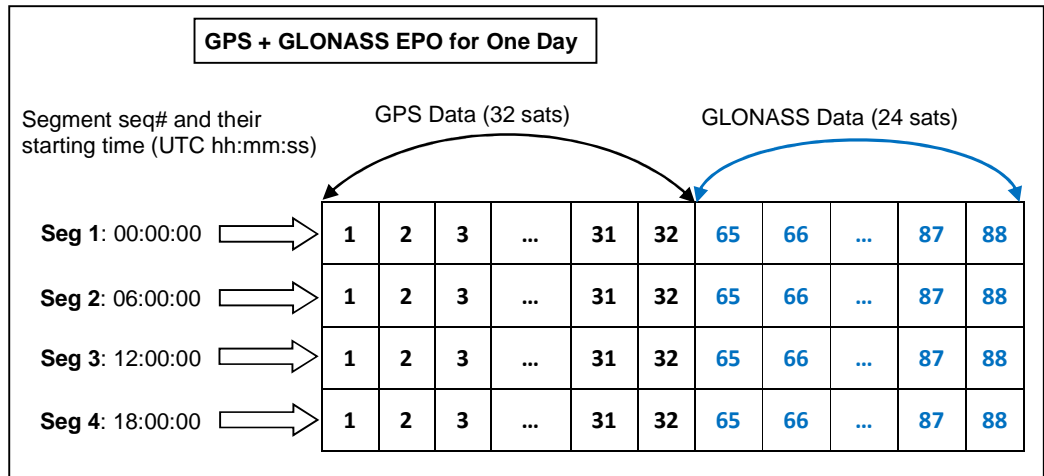 GPS + GLONASS EPO for One Day
Segment seq# and their
starting time (UTC hh:mm:ss)
GPS Data (32 sats)
GLONASS Data (24 sats)
Seg 1: 00:00:00 1 2 3 ... 31 32 65 66 ... 87 88
Seg 2: 06:00:00 1 2 3 ... 31 32 65 66 ... 87 88
Seg 3: 12:00:00 1 2 3 ... 31 32 65 66 ... 87 88
Seg 4: 18:00:00 1 2 3 ... 31 32 65 66 ... 87 88